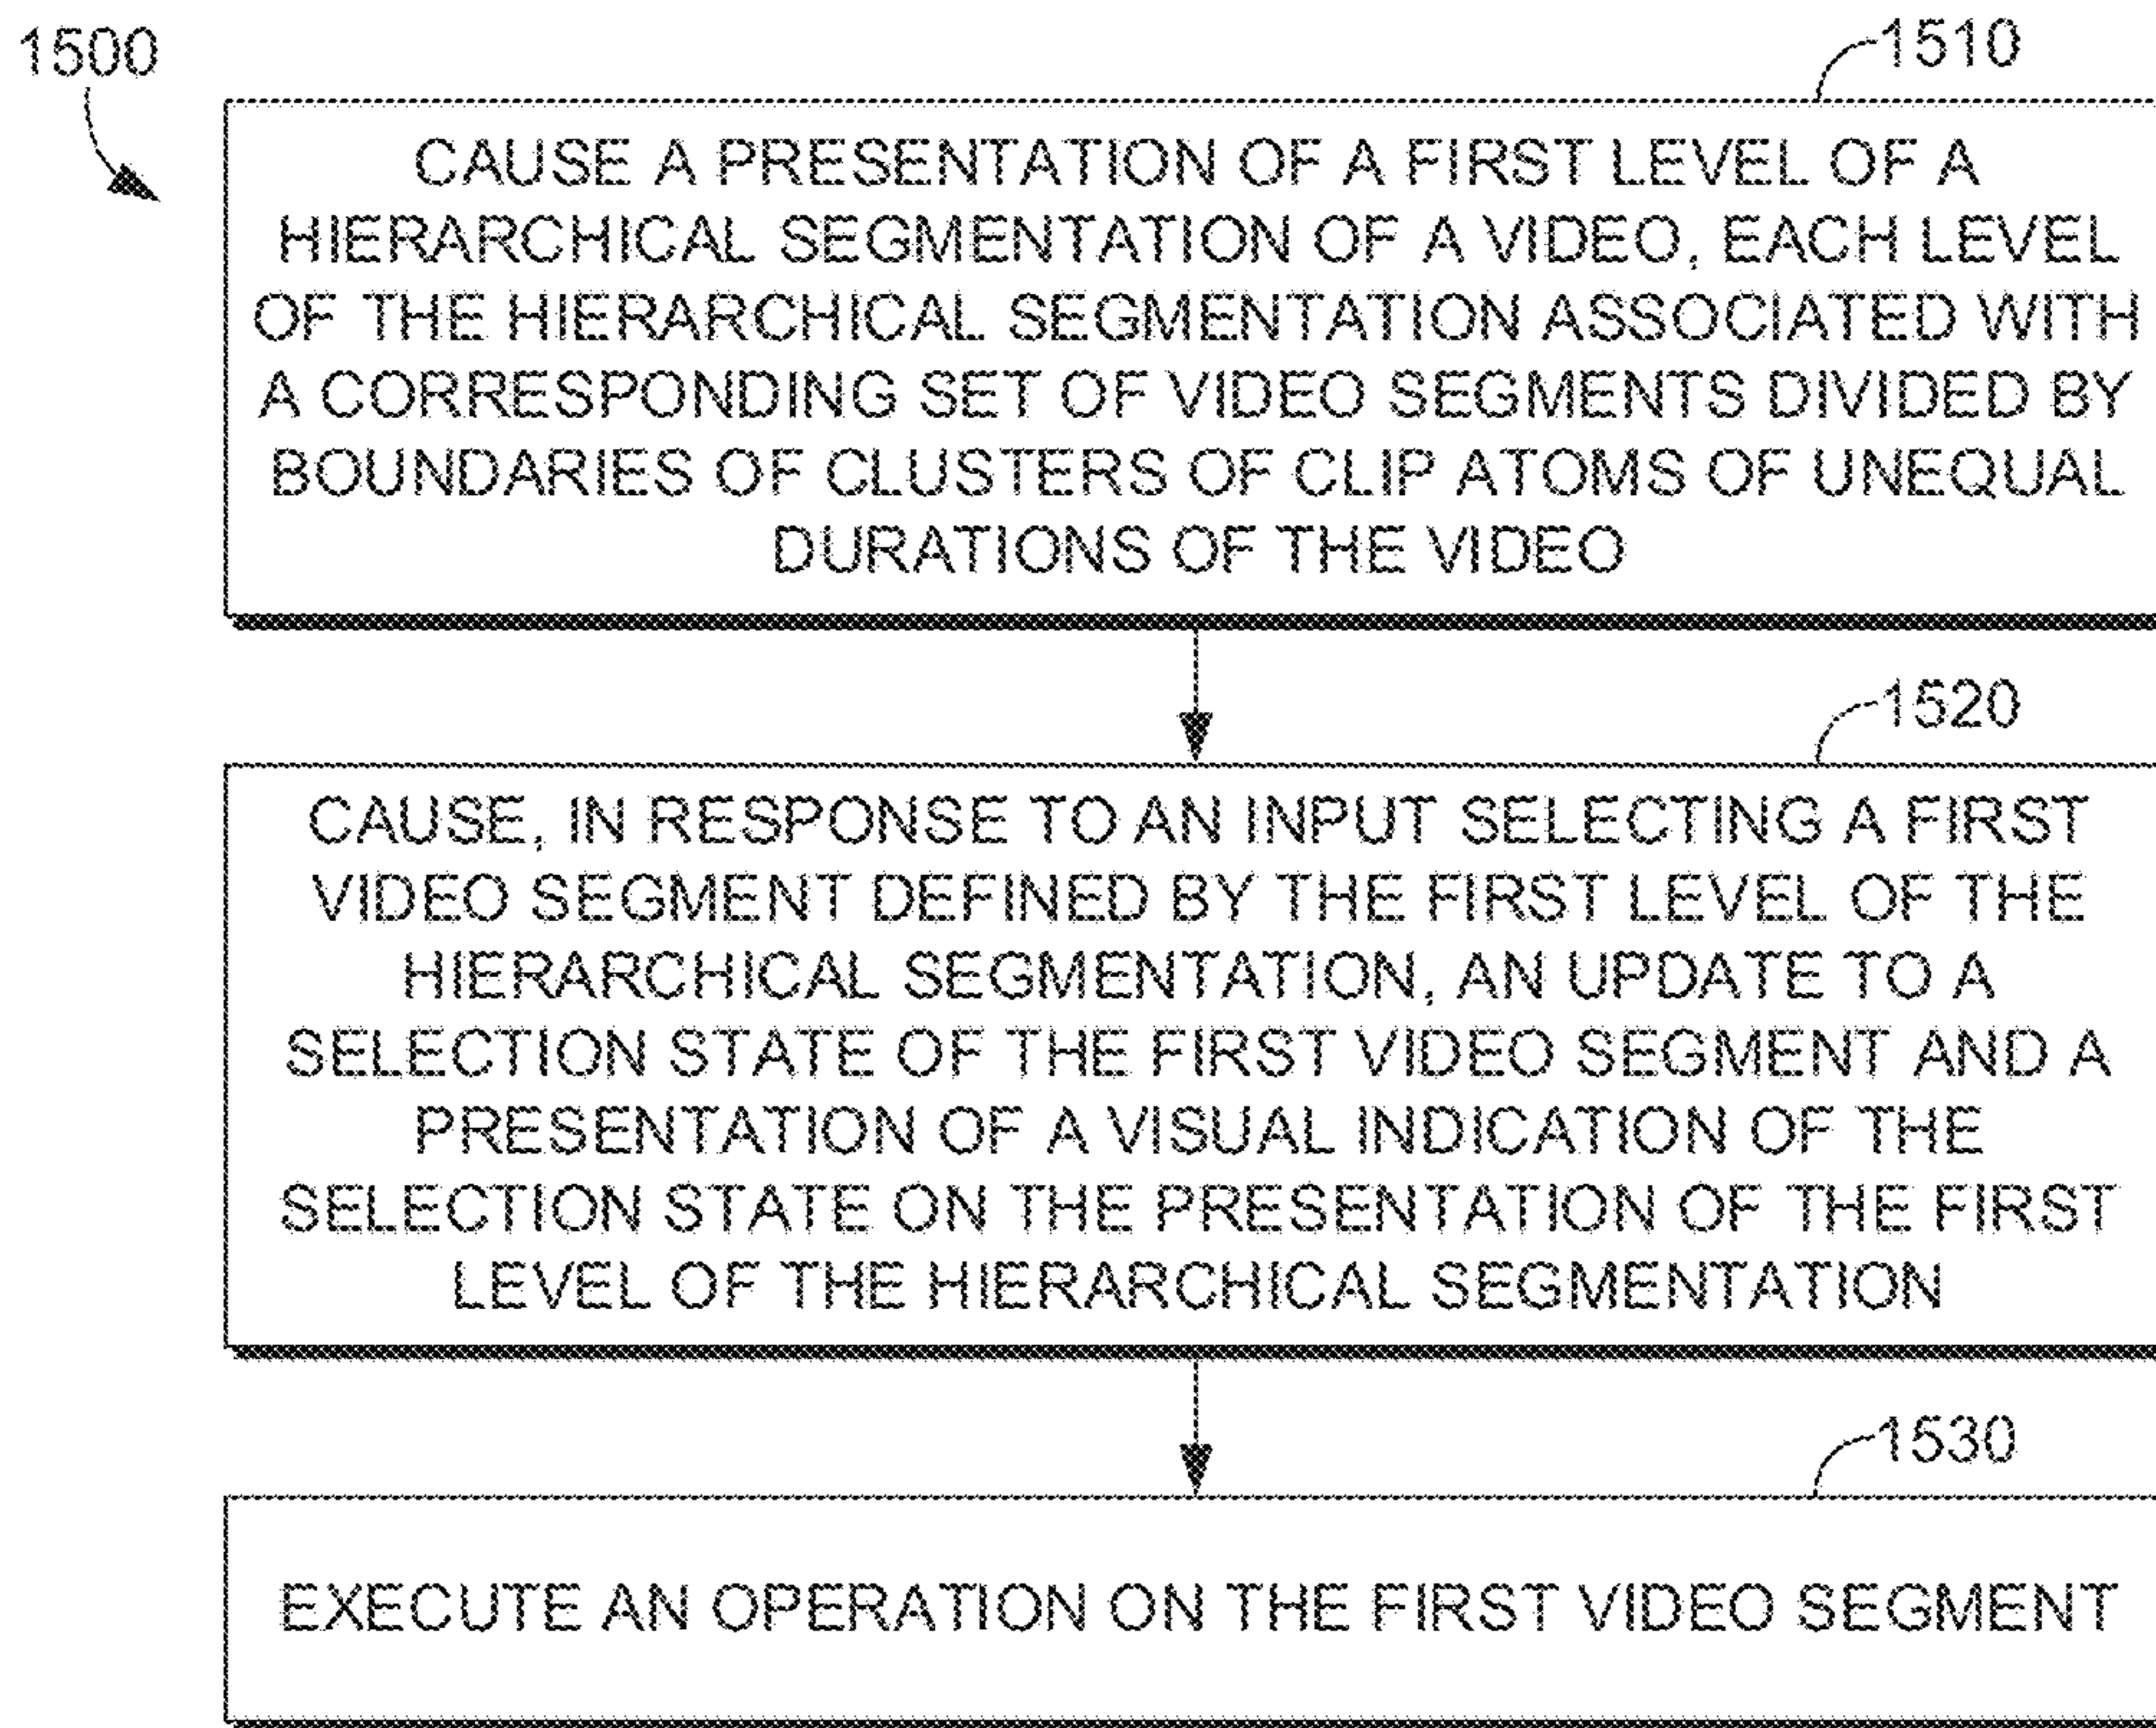 1500
1510
CAUSE A PRESENTATION OF A FIRST LEVEL OF A
HIERARCHICAL SEGMENTATION OF A VIDEO, EACH LEVEL
OF THE HIERARCHICAL SEGMENTATION ASSOCIATED WITH
A CORRESPONDING SET OF VIDEO SEGMENTS DIVIDED BY
BOUNDARIES OF CLUSTERS OF CLIP ATOMS OF UNEQUAL
DURATIONS OF THE VIDEO
1520
CAUSE, IN RESPONSE TO AN INPUT SELECTING A FIRST
VIDEO SEGMENT DEFINED BY THE FIRST LEVEL OF THE
HIERARCHICAL SEGMENTATION, AN UPDATE TO A
SELECTION STATE OF THE FIRST VIDEO SEGMENT AND A
PRESENTATION OF A VISUAL INDICATION OF THE
SELECTION STATE ON THE PRESENTATION OF THE FIRST
LEVEL OF THE HIERARCHICAL SEGMENTATION
1530
EXECUTE AN OPERATION ON THE FIRST VIDEO SEGMENT